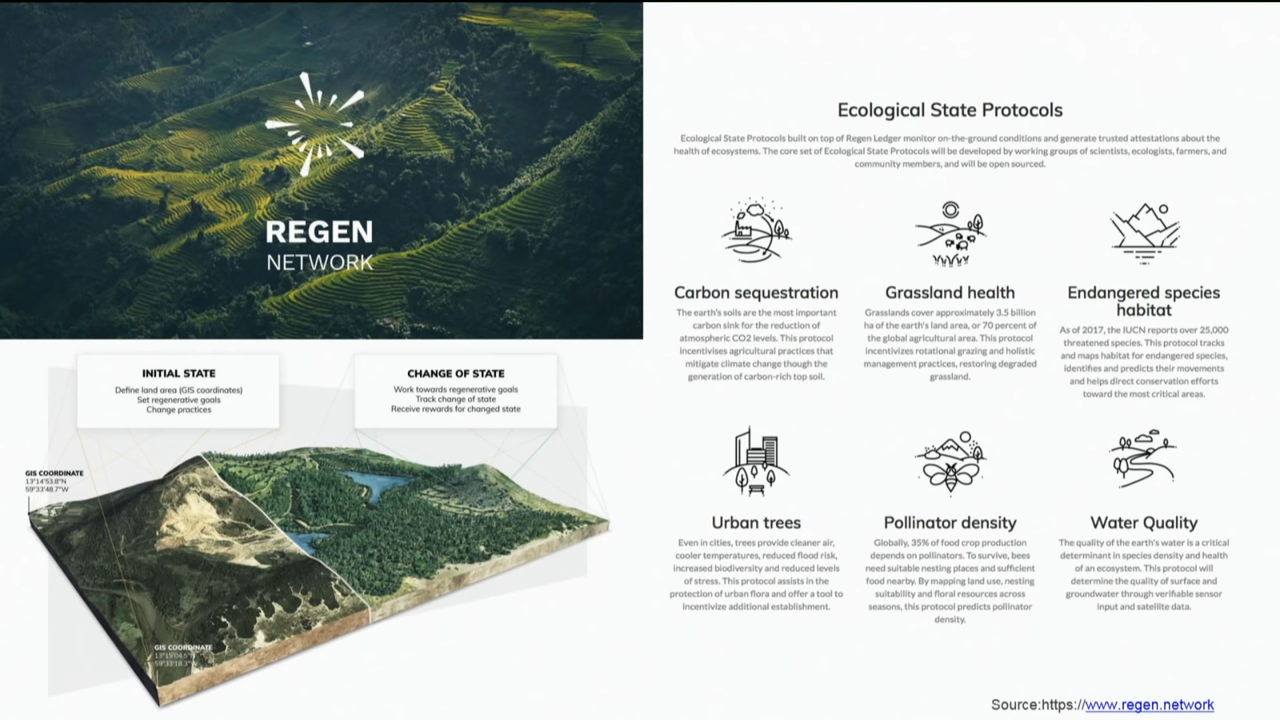 REGEN
NETWORK
INITIAL STATE
Define land area (GIS coordinates)
Set regenerative goals
Change practices
CHANGE OF STATE
Work towards regenerative goals
Track change of state
Receive rewards for changed state
GIS COORDINATE
13°14'53.8"N
59°33'48.7"W
GIS COORDINATE
13°15'04.5"N
59°33'18.3"W
Ecological State Protocols
Ecological State Protocols built on top of Regen Ledger monitor on-the-ground conditions and generate trusted attestations about the
health of ecosystems. The core set of Ecological State Protocols will be developed by working groups of scientists, ecologists, farmers, and
community members, and will be open sourced.
Carbon sequestration
The earth's soils are the most important
carbon sink for the reduction of
atmospheric CO2 levels. This protocol
incentivises agricultural practices that
mitigate climate change though the
generation of carbon-rich top soil.
Grassland health
Grasslands cover approximately 3.5 billion
ha of the earth's land area, or 70 percent of
the global agricultural area. This protocol
incentivizes rotational grazing and holistic
management practices, restoring degraded
grassland.
Endangered species
habitat
As of 2017, the IUCN reports over 25,000
threatened species. This protocol tracks
and maps habitat for endangered species,
identifies and predicts their movements
and helps direct conservation efforts
toward the most critical areas.
Urban trees
Even in cities, trees provide cleaner air,
cooler temperatures, reduced flood risk,
increased biodiversity and reduced levels
of stress. This protocol assists in the
protection of urban flora and offer a tool to
incentivize additional establishment.
Pollinator density
Globally, 35% of food crop production
depends on pollinators. To survive, bees
need suitable nesting places and sufficient
food nearby. By mapping land use, nesting
suitability and floral resources across
seasons, this protocol predicts pollinator
density.
Water Quality
The quality of the earth's water is a critical
determinant in species density and health
of an ecosystem. This protocol will
determine the quality of surface and
groundwater through verifiable sensor
input and satellite data.
Source:https://www.regen.network